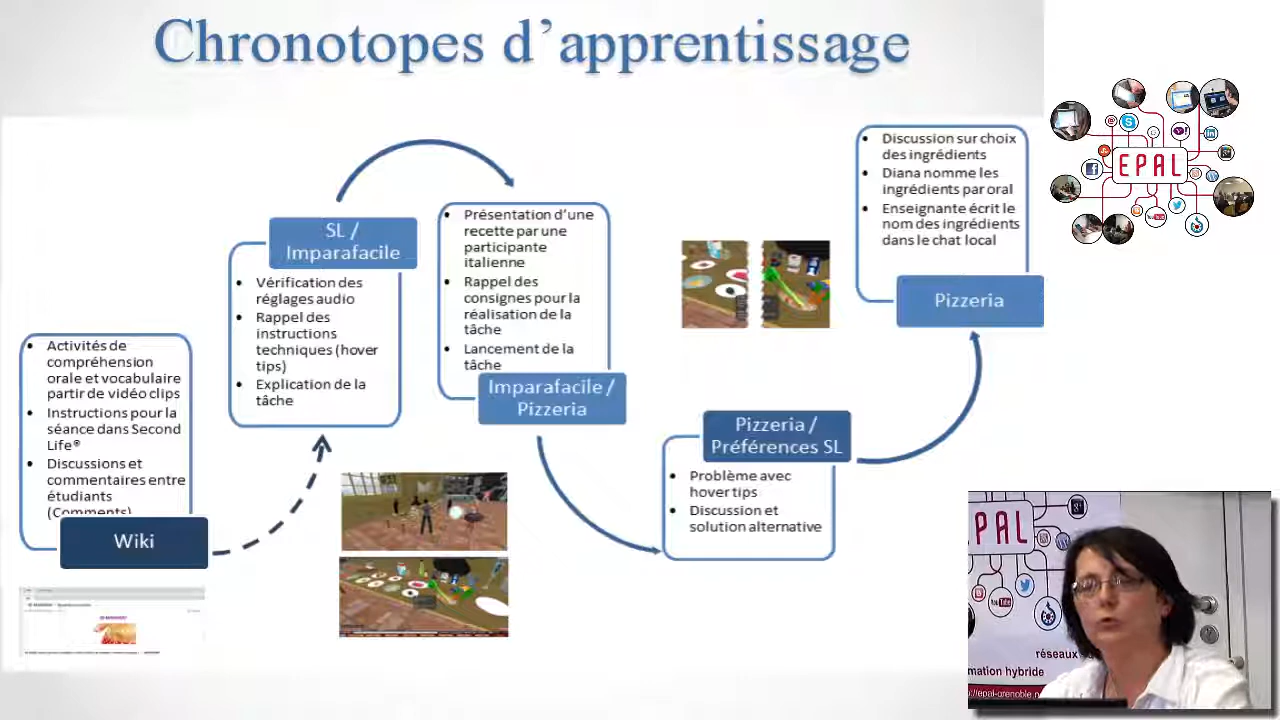 Chronotopes d’apprentissage
• Activités de
compréhension
orale et vocabulaire
partir de vidéo clips
• Instructions pour la
séance dans Second
Life®
• Discussions et
commentaires entre
étudiants
(Comments)
Wiki
SL /
Imparafacile
• Vérification des
réglages audio
• Rappel des
instructions
techniques (hover
tips)
• Explication de la
tâche
• Présentation d’une
recette par une
participante
italienne
• Rappel des
consignes pour la
réalisation de la
tâche
• Lancement de la
tâche
Imparafacile /
Pizzeria
Pizzeria /
Préférences SL
• Problème avec
hover tips
• Discussion et
solution alternative
• Discussion sur choix
des ingrédients
• Diana nomme les
ingrédients par oral
• Enseignante écrit le
nom des ingrédients
dans le chat local
Pizzeria
EPAL
EPAL
réseaux
mation hybride